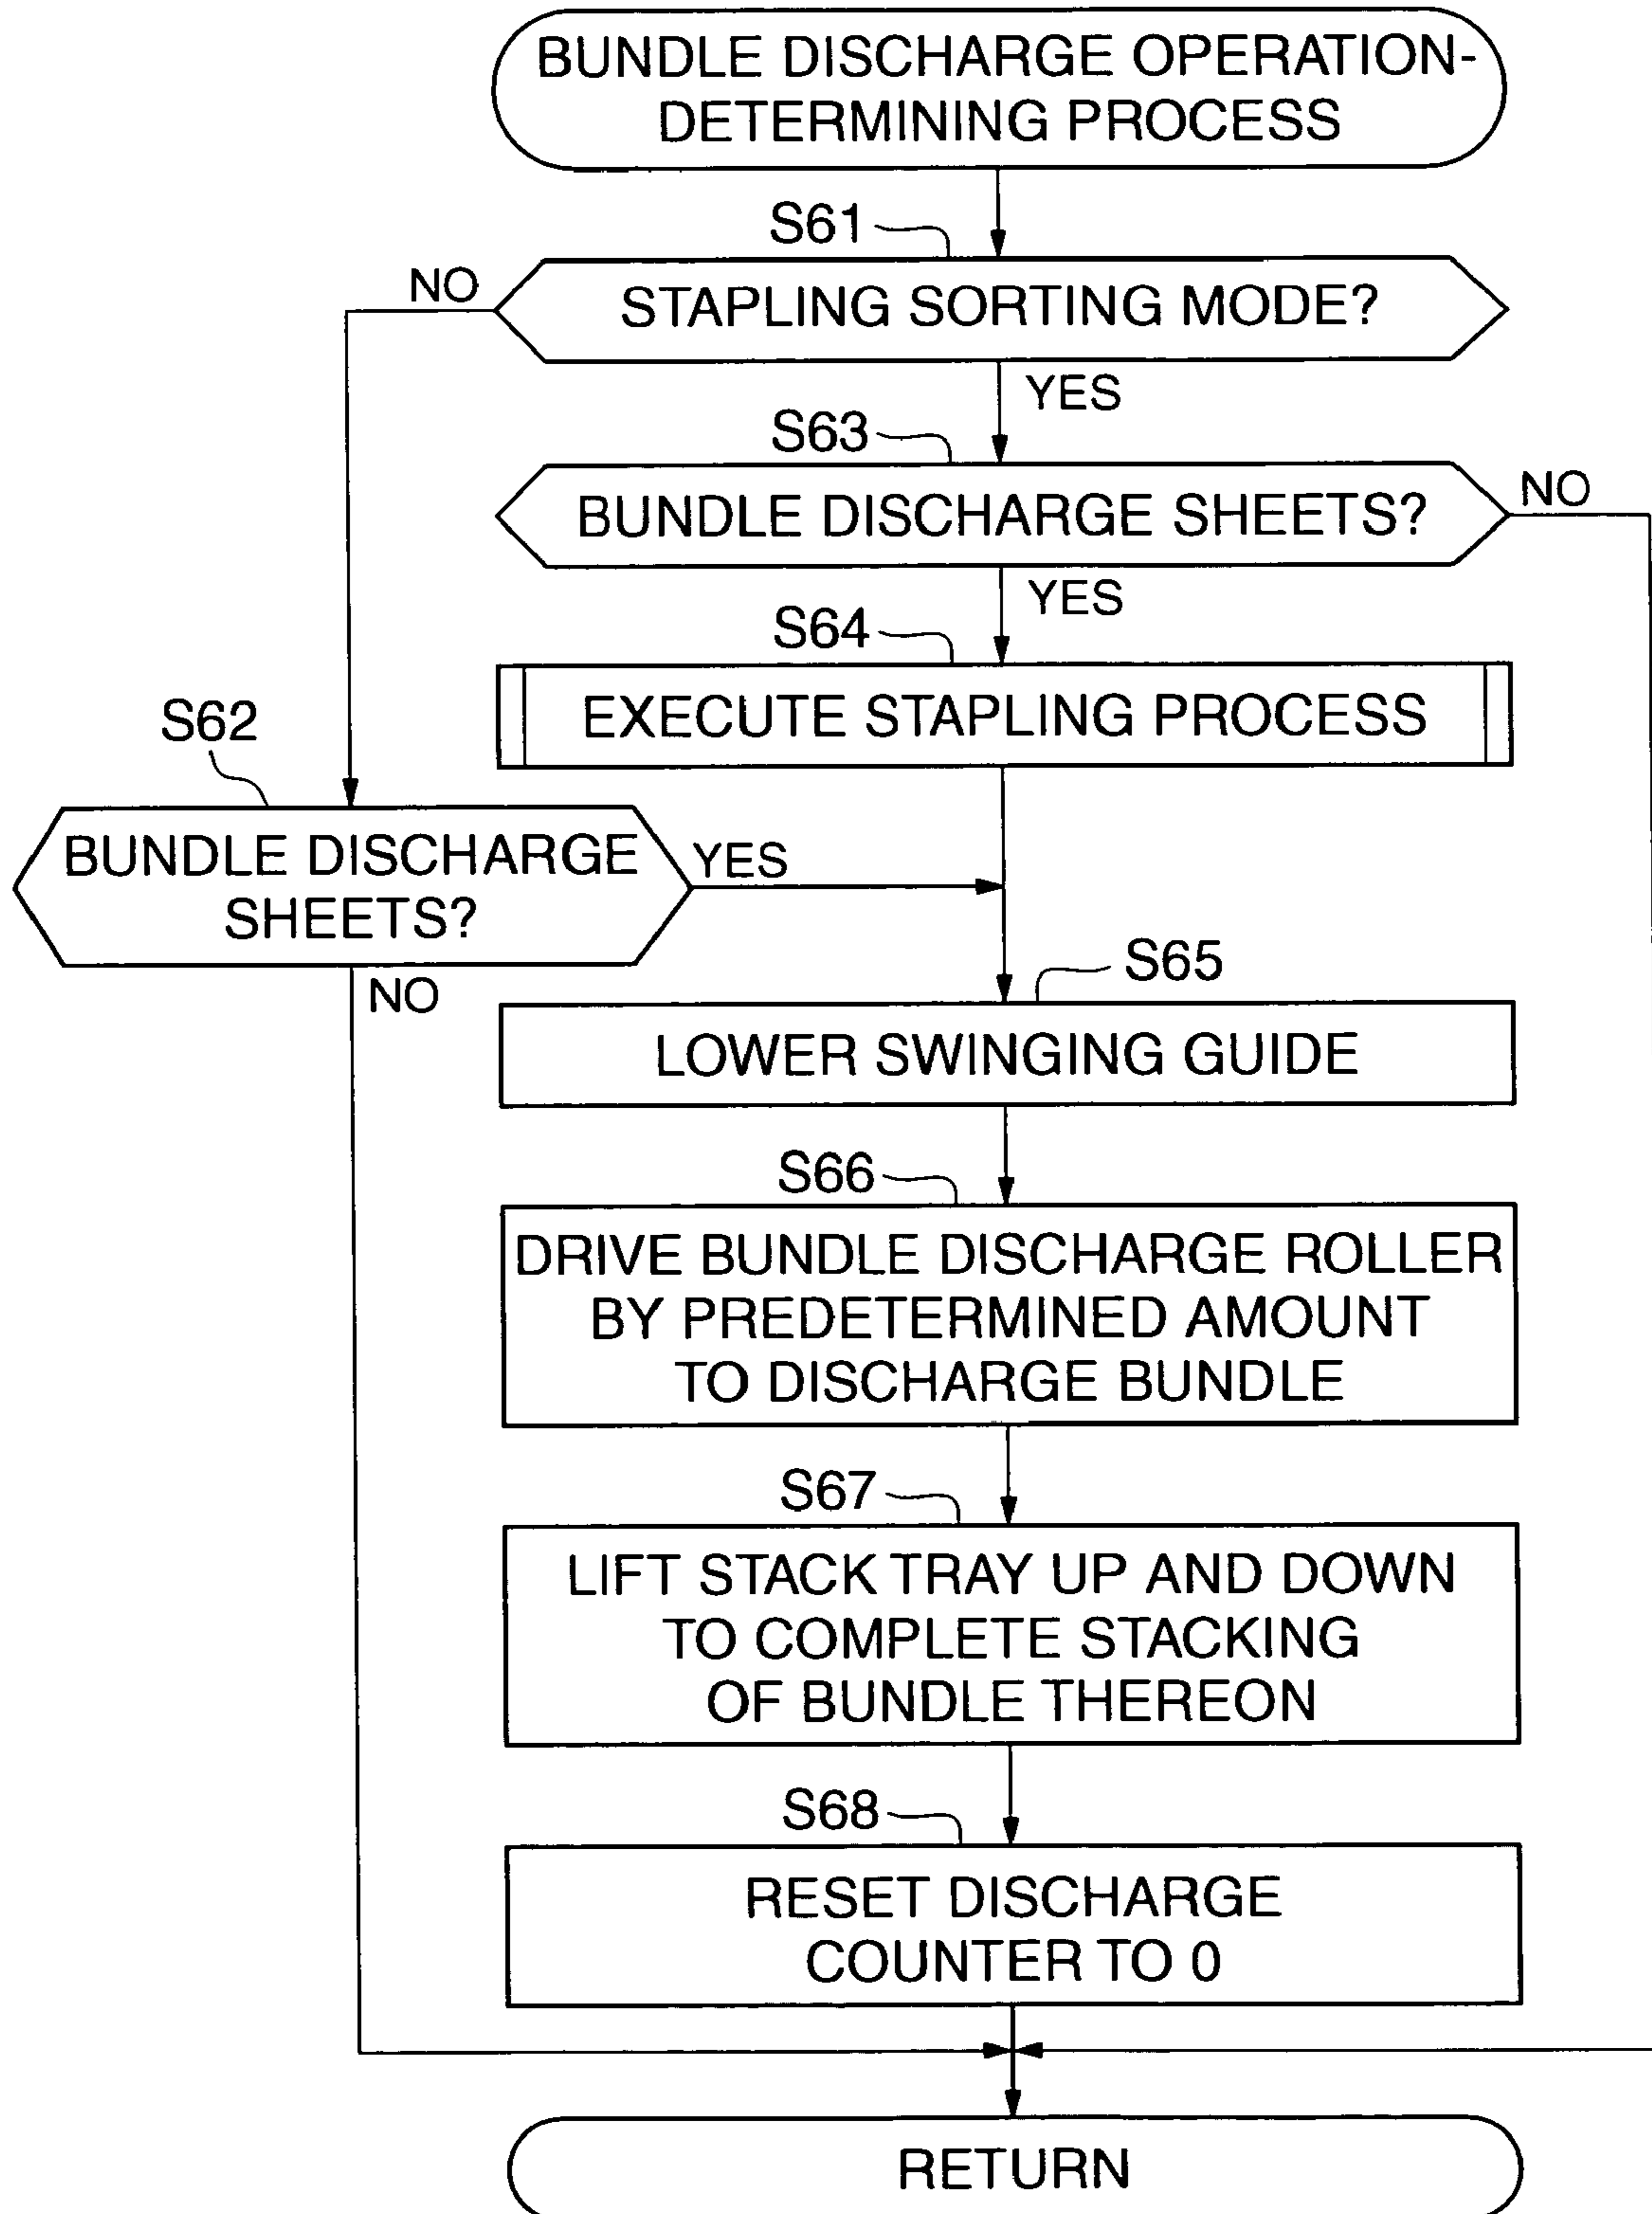 BUNDLE DISCHARGE OPERATION-
DETERMINING PROCESS
S61
NO
STAPLING SORTING MODE?
YES
S63
NO
BUNDLE DISCHARGE SHEETS?
YES
S64
EXECUTE STAPLING PROCESS
S62
BUNDLE DISCHARGE
SHEETS?
YES
NO
S65
LOWER SWINGING GUIDE
S66
DRIVE BUNDLE DISCHARGE ROLLER
BY PREDETERMINED AMOUNT
TO DISCHARGE BUNDLE
S67
LIFT STACK TRAY UP AND DOWN
TO COMPLETE STACKING
OF BUNDLE THEREON
S68
RESET DISCHARGE
COUNTER TO 0
RETURN